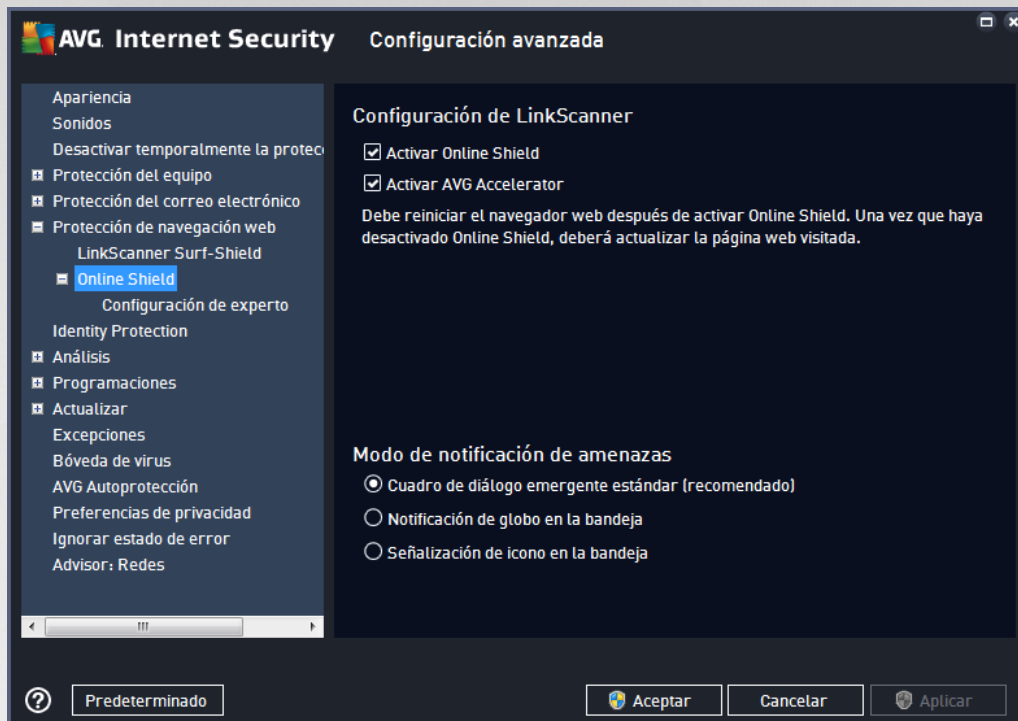 AVG Internet Security Configuración avanzada
Apariencia
Sonidos
Desactivar temporalmente la protec
Protección del equipo
Protección del correo electrónico
Protección de navegación web
LinkScanner Surf-Shield
Online Shield
Configuración de experto
Identity Protection
Análisis
Programaciones
Actualizar
Excepciones
Bóveda de virus
AVG Autoprotección
Preferencias de privacidad
Ignorar estado de error
Advisor: Redes
Configuración de LinkScanner
Activar Online Shield
Activar AVG Accelerator
Debe reiniciar el navegador web después de activar Online Shield. Una vez que haya
desactivado Online Shield, deberá actualizar la página web visitada.
Modo de notificación de amenazas
Cuadro de diálogo emergente estándar (recomendado)
Notificación de globo en la bandeja
Señalización de icono en la bandeja
Predeterminado
Aceptar
Cancelar
Aplicar